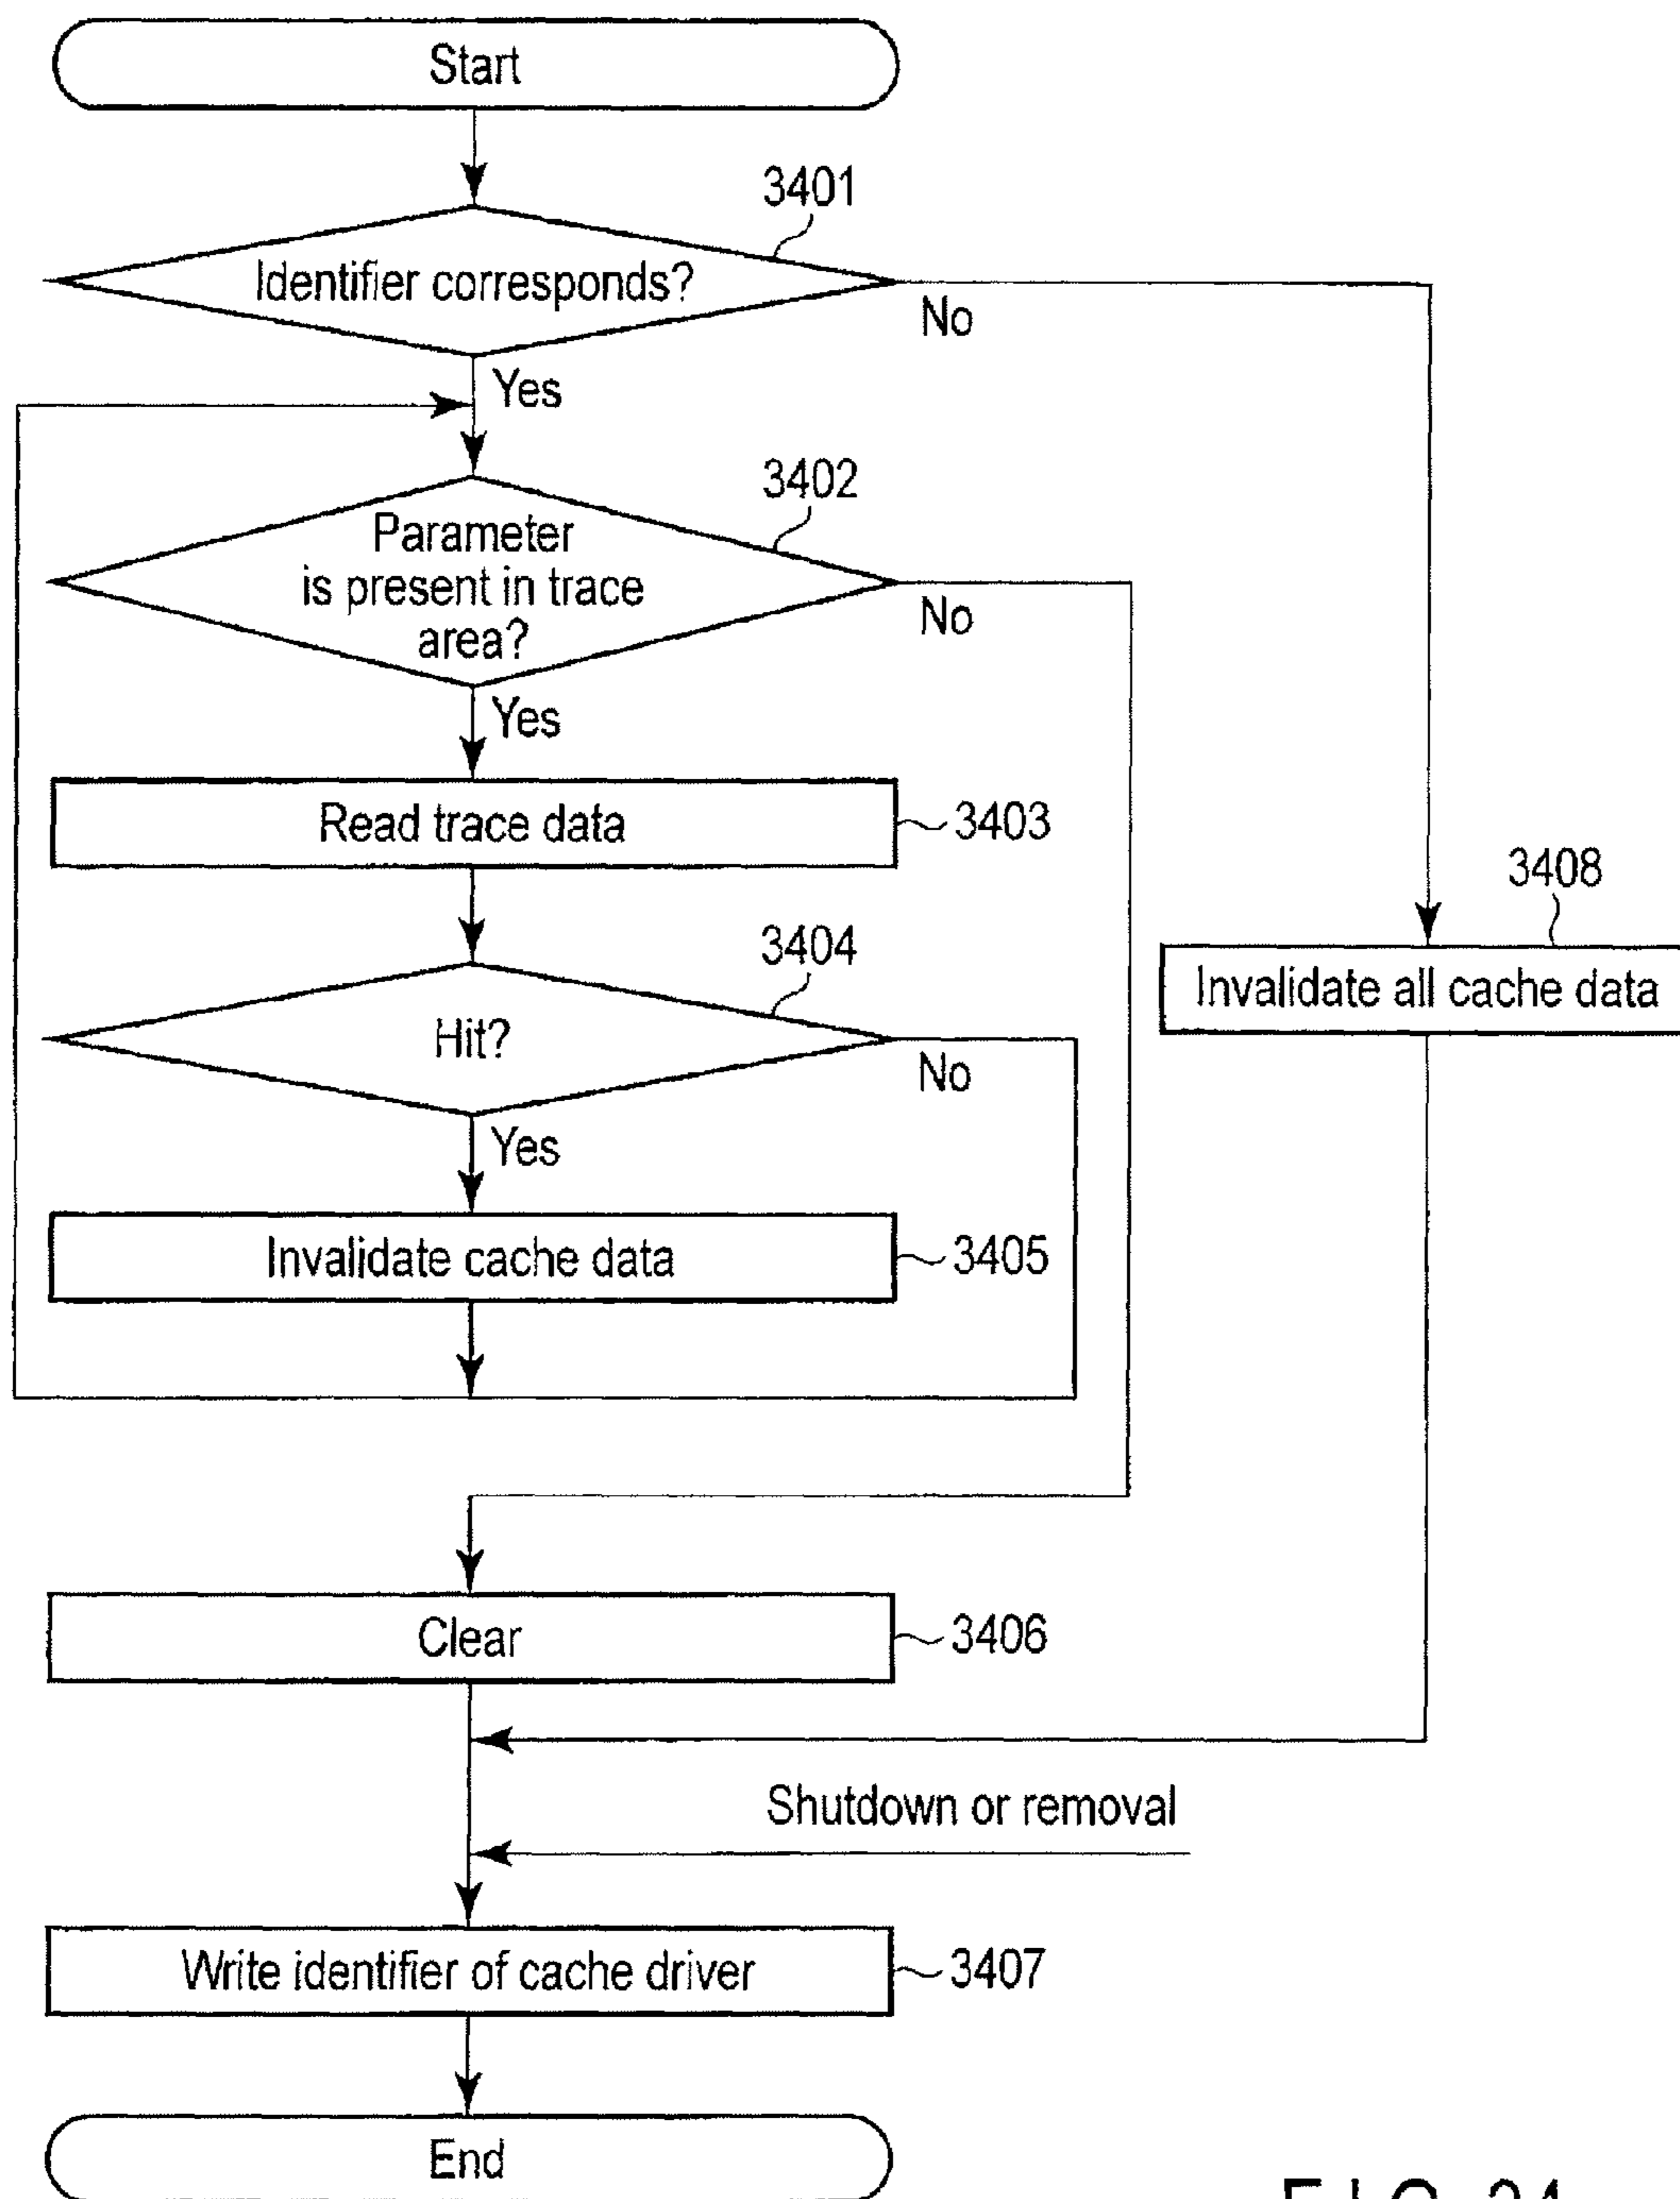 Start
3401
Identifier corresponds?
No
Yes
3402
Parameter
is present in trace
area?
No
Yes
Read trace data
3403
3408
Invalidate all cache data
3404
Hit?
No
Yes
Invalidate cache data
3405
Clear
3406
Shutdown or removal
Write identifier of cache driver
3407
End
FIG. 34